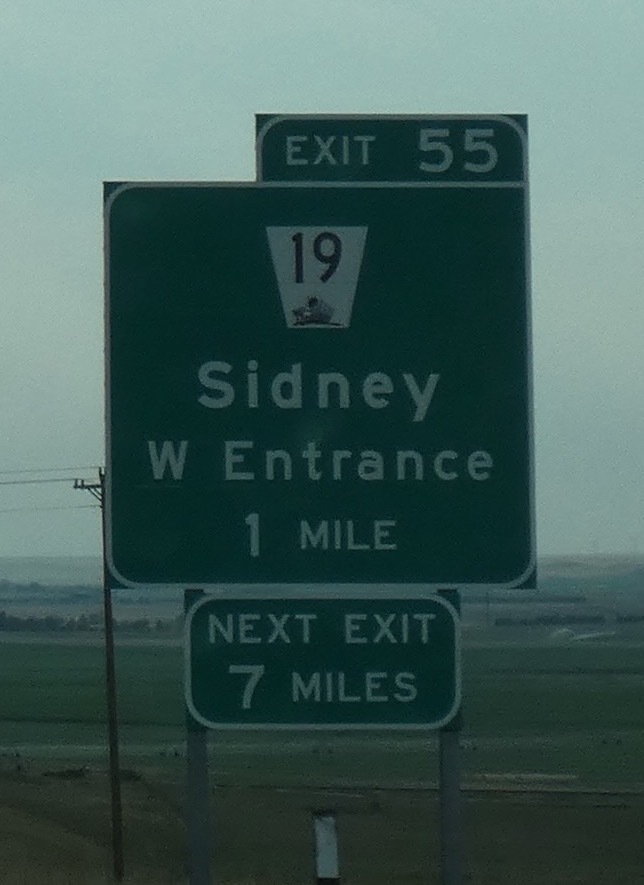 EXIT 55
19
Sidney
W Entrance
1 MILE
NEXT EXIT
7 MILES